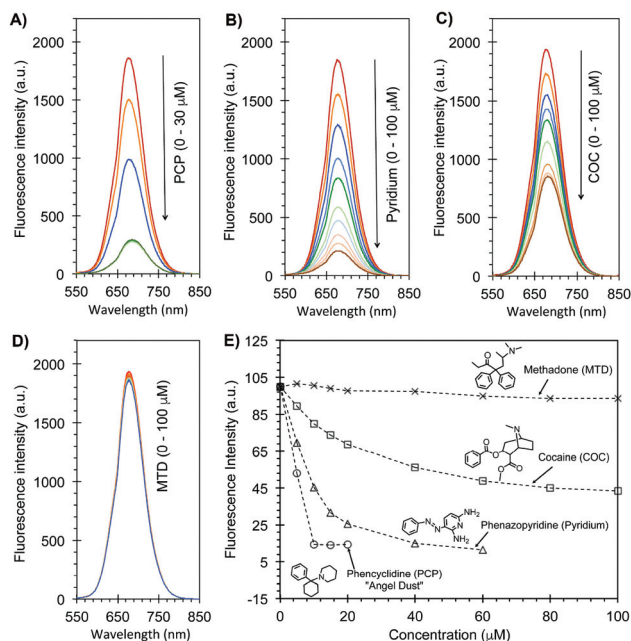 A)
Fluorescence intensity (a.u.)
2000
1500
1000
500
0
PCP (0 - 30 µM)
550 650 750 850
Wavelength (nm)
B)
Fluorescence intensity (a.u.)
2000
1500
1000
500
0
Pyridium (0 - 100 µM)
550 650 750 850
Wavelength (nm)
C)
Fluorescence intensity (a.u.)
2000
1500
1000
500
0
COC (0 - 100 µM)
550 650 750 850
Wavelength (nm)
D)
Fluorescence intensity (a.u.)
2000
1500
1000
500
0
MTD (0 - 100 µM)
550 650 750 850
Wavelength (nm)
E)
Fluorescence Intensity (a.u.)
125
105
85
65
45
25
5
-15
N
O
Methadone (MTD)
N
O
O
O
O
Cocaine (COC)
NH2
N
N
N
NH2
Phenazopyridine (Pyridium)
N
Phencyclidine (PCP)
"Angel Dust"
0 20 40 60 80 100
Concentration (µM)